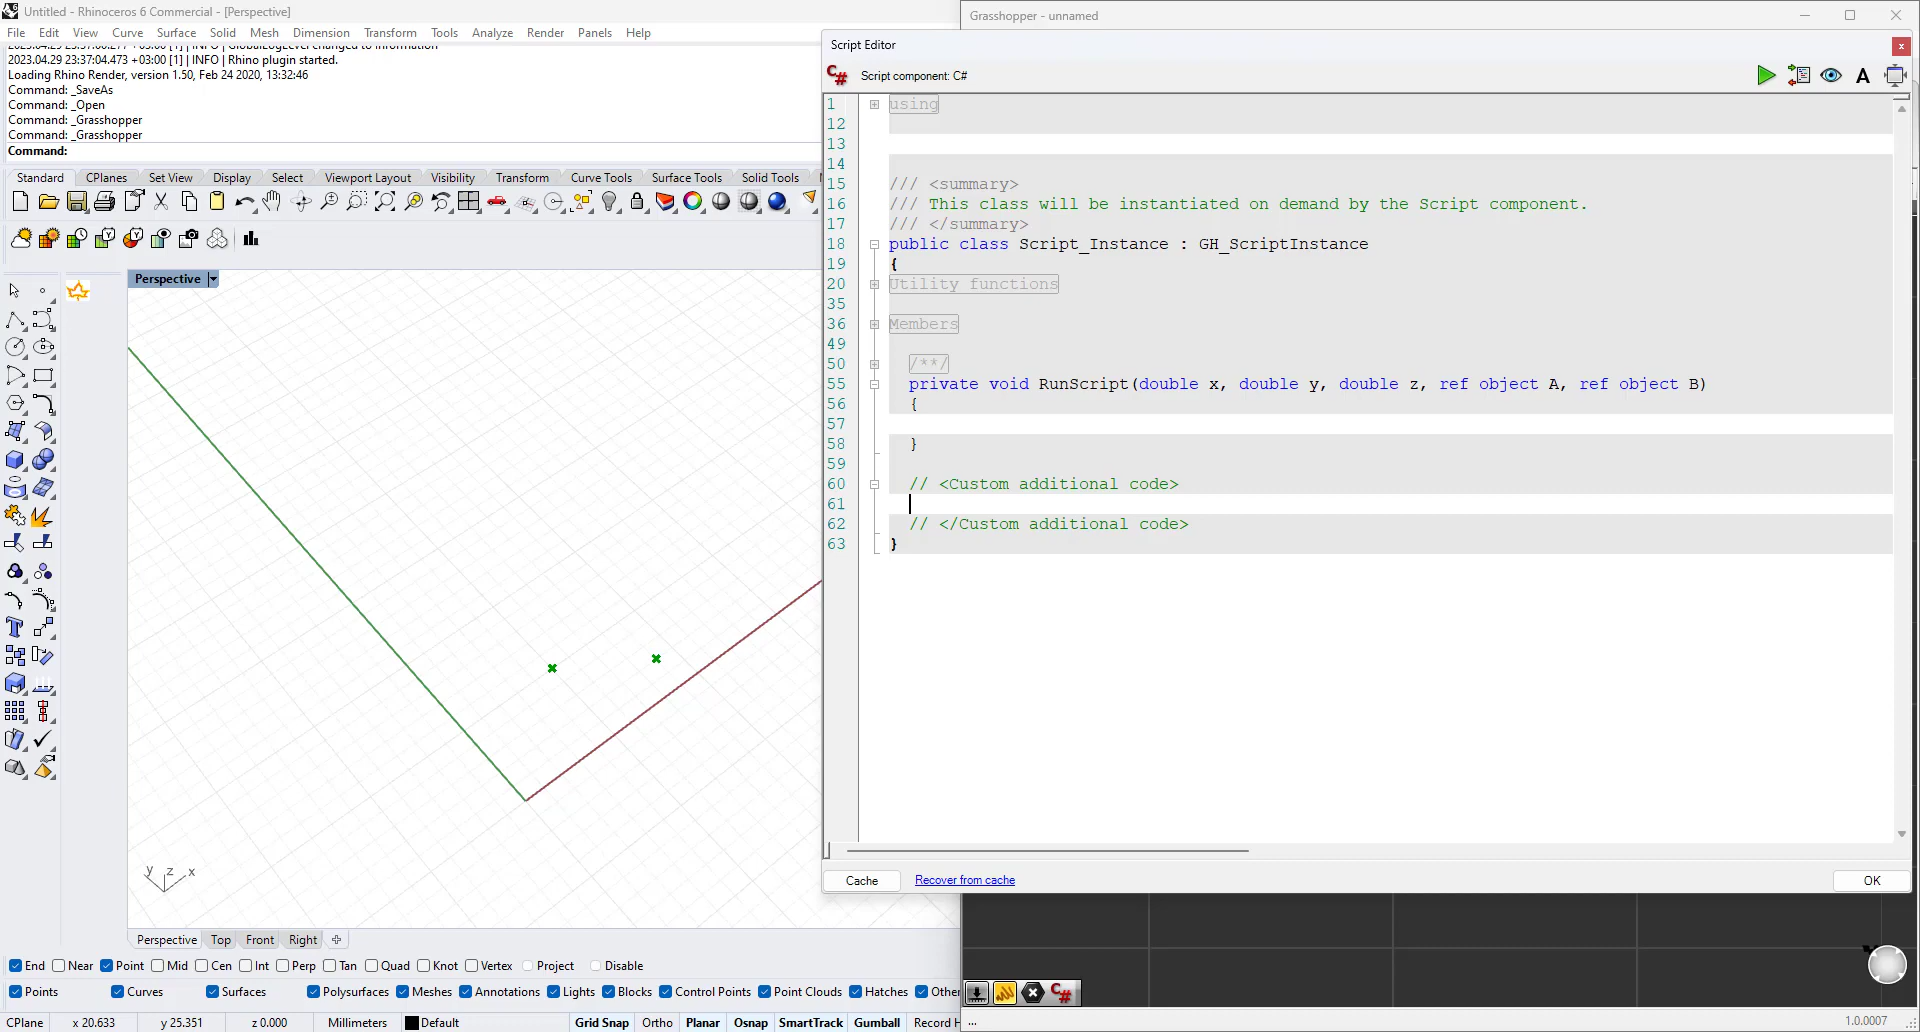 Untitled - Rhinoceros 6 Commercial - [Perspective]
File Edit View Curve Surface Solid Mesh Dimension Transform Tools Analyze Render Panels Help
2023.04.29 23:37:04.473 +03:00 [1] | INFO | Rhino plugin started.
Loading Rhino Render, version 1.50, Feb 24 2020, 13:32:46
Command: _SaveAs
Command: _Open
Command: _Grasshopper
Command: _Grasshopper
Command:
Standard CPlanes Set View Display Select Viewport Layout Visibility Transform Curve Tools Surface Tools Solid Tools
Perspective
y z x
Perspective Top Front Right
End Near Point Mid Cen Int Perp Tan Quad Knot Vertex Project Disable
Points Curves Surfaces Polysurfaces Meshes Annotations Lights Blocks Control Points Point Clouds Hatches Other
CPlane x 20.633 y 25.351 z 0.000 Millimeters Default Grid Snap Ortho Planar Osnap SmartTrack Gumball Record H
Grasshopper - unnamed
Script Editor
C# Script component: C#
A
1 using
12
13
14
15 /// <summary>
16 /// This class will be instantiated on demand by the Script component.
17 /// </summary>
18 public class Script_Instance : GH_ScriptInstance
19 {
20 Utility functions
35
36 Members
49
50 /**/
55 private void RunScript(double x, double y, double z, ref object A, ref object B)
56 {
57
58 }
59
60 // <Custom additional code>
61
62 // </Custom additional code>
63 }
Cache Recover from cache OK
C#
... 1.0.0007